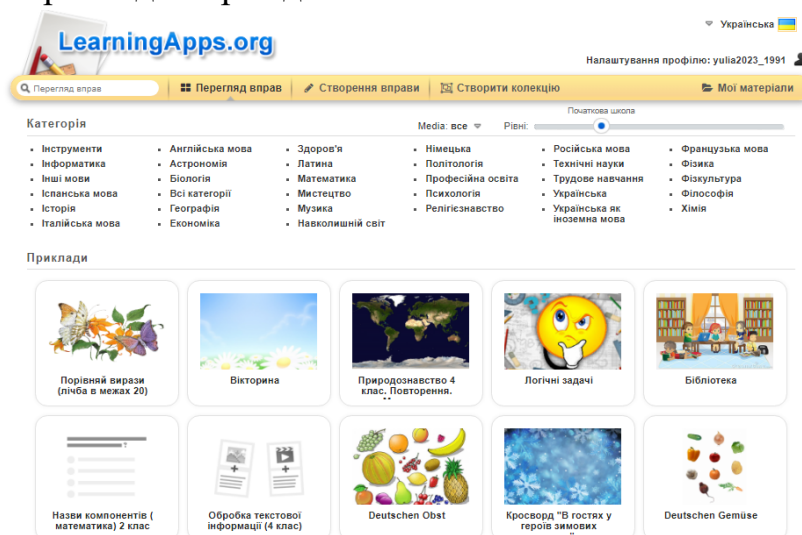 LearningApps.org
Українська
Налаштування профілю: yulia2023_1991
Перегляд вправ
Перегляд вправ
Створення вправи
Створити колекцію
Мої матеріали
Категорія
Media: все
Рівні:
Початкова школа
Інструменти
Інформатика
Інші мови
Іспанська мова
Історія
Італійська мова
Англійська мова
Астрономія
Біологія
Всі категорії
Географія
Економіка
Здоров'я
Латина
Математика
Мистецтво
Музика
Навколишній світ
Німецька
Політологія
Професійна освіта
Психологія
Релігієзнавство
Російська мова
Технічні науки
Трудове навчання
Українська
Українська як
іноземна мова
Французька мова
Фізика
Фізкультура
Філософія
Хімія
Приклади
Порівняй вирази
(лічба в межах 20)
Вікторина
Природознавство 4
клас. Повторення.
Логічні задачі
Бібліотека
Назви компонентів (
математика) 2 клас
Обробка текстової
інформації (4 клас)
Deutschen Obst
Кросворд "В гостях у
героїв зимових
Deutschen Gemüse